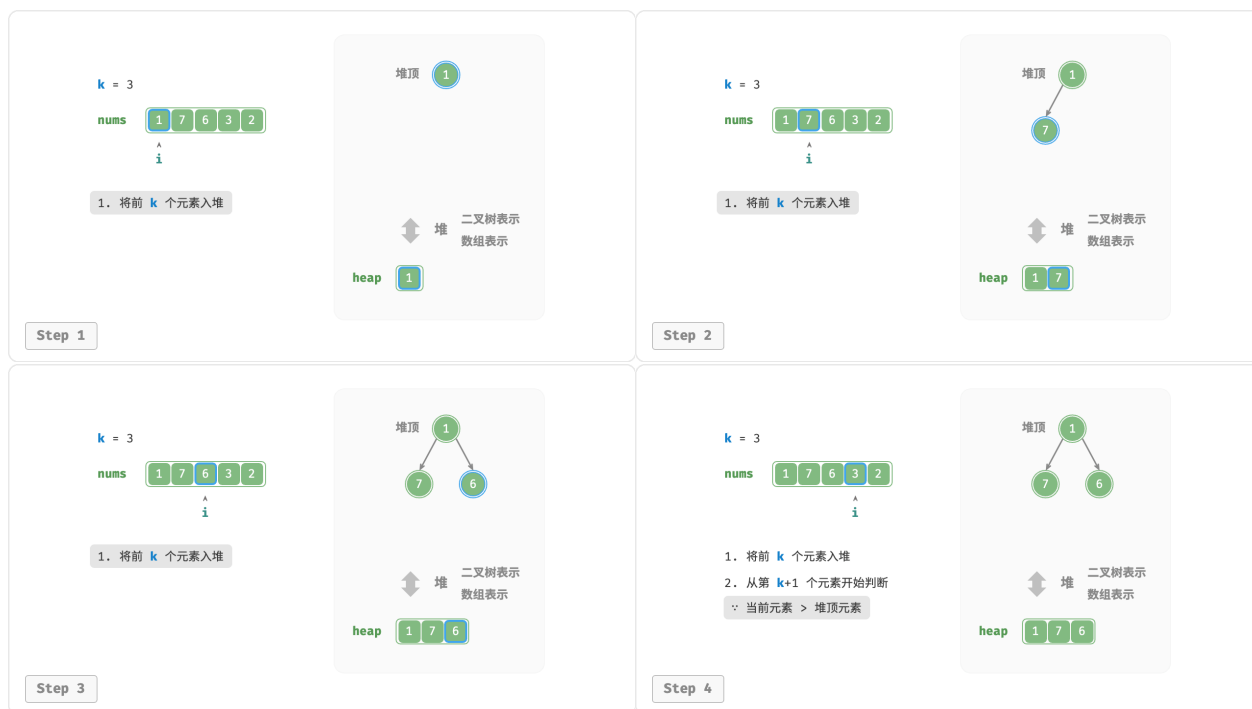 k = 3
nums 1 7 6 3 2
i
1. 将前 k 个元素入堆
堆顶 1
堆 二叉树表示
数组表示
heap 1
Step 1
k = 3
nums 1 7 6 3 2
i
1. 将前 k 个元素入堆
堆顶 1
7
堆 二叉树表示
数组表示
heap 1 7
Step 2
k = 3
nums 1 7 6 3 2
i
1. 将前 k 个元素入堆
堆顶 1
7 6
堆 二叉树表示
数组表示
heap 1 7 6
Step 3
k = 3
nums 1 7 6 3 2
i
1. 将前 k 个元素入堆
2. 从第 k+1 个元素开始判断
∵ 当前元素 > 堆顶元素
堆顶 1
7 6
堆 二叉树表示
数组表示
heap 1 7 6
Step 4